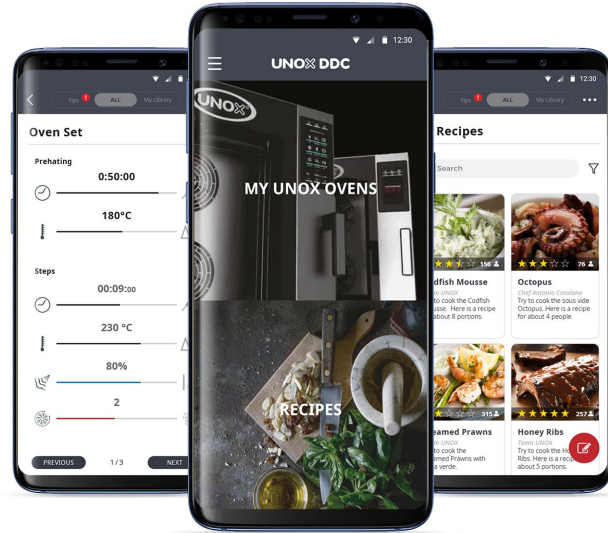 12:30
Tips ! ALL My Library
Oven Set
Prehating
0:50:00
180°C
Steps
00:09:00
230 °C
80%
2
PREVIOUS 1/3 NEXT
12:30
UNOX DDC
UNOX
MY UNOX OVENS
RECIPES
12:30
Tips ! ALL My Library
Recipes
Search
156
76
Octopus
Chef Antonio Catalano
Try to cook the sous vide
Octopus. Here is a recipe
for about 4 people.
dfish Mousse
UNOX
to cook the Codfish
usse. Here is a recipe
about 8 portions.
315
257
eamed Prawns
UNOX
to cook the
amed Prawns with
a verde.
Honey Ribs
Team UNOX
Try to cook the Ho
Ribs. Here is a recip
about 5 portions.